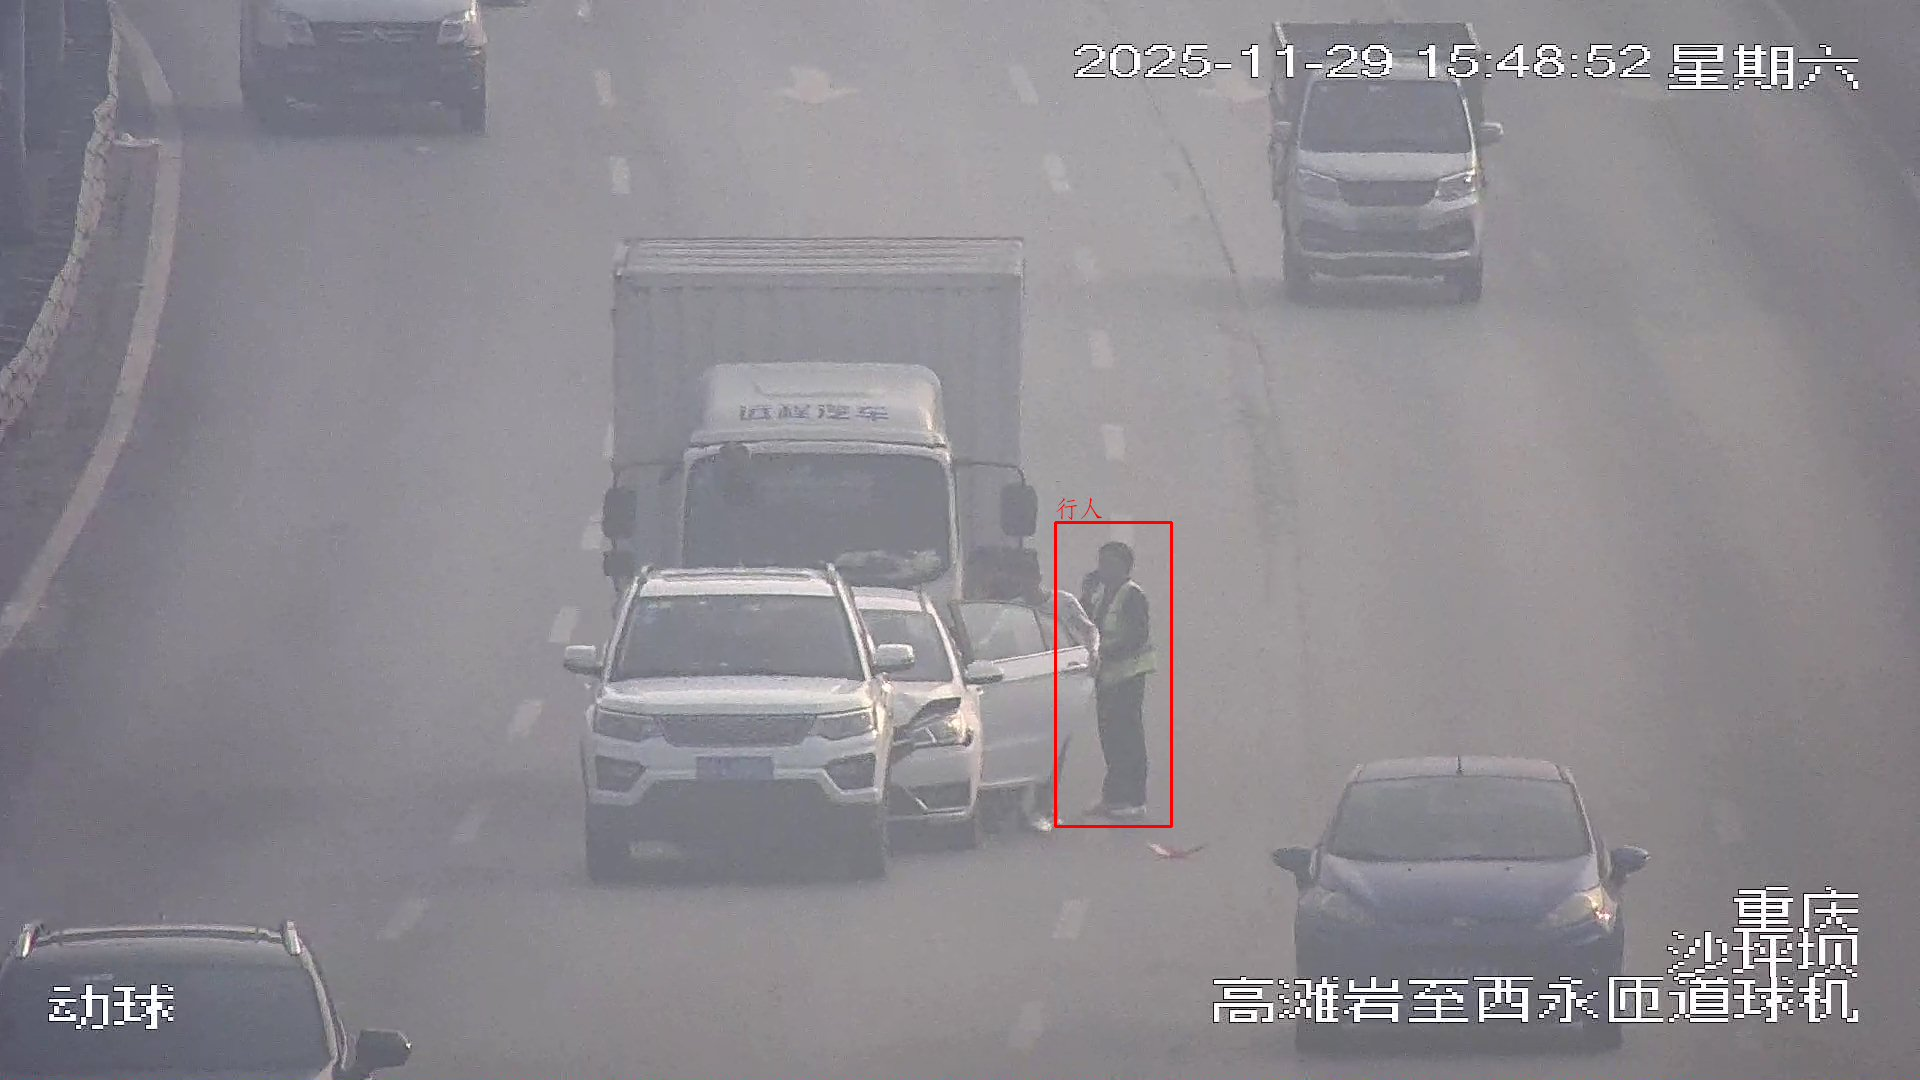 2025-11-29 15:48:52 星期六
远程汽车
行人
重庆
沙坪坝
高滩岩至西永匝道球机
动球